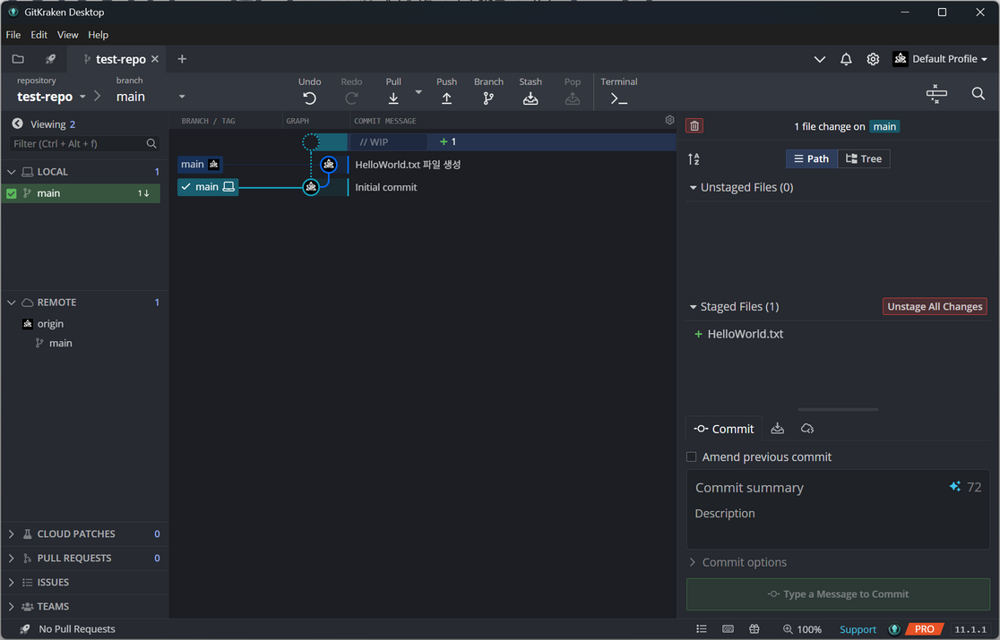 GitKraken Desktop
File Edit View Help
test-repo
repository
test-repo
branch
main
Undo
Redo
Pull
Push
Branch
Stash
Pop
Terminal
Default Profile
Viewing 2
Filter (Ctrl + Alt + f)
LOCAL 1
main 1↓
REMOTE 1
origin
main
CLOUD PATCHES 0
PULL REQUESTS 0
ISSUES
TEAMS
BRANCH / TAG GRAPH COMMIT MESSAGE
// WIP + 1
main HelloWorld.txt 파일 생성
main Initial commit
1 file change on main
Path Tree
Unstaged Files (0)
Staged Files (1) Unstage All Changes
+ HelloWorld.txt
Commit
Amend previous commit
Commit summary 72
Description
Commit options
Type a Message to Commit
No Pull Requests
100% Support PRO 11.1.1